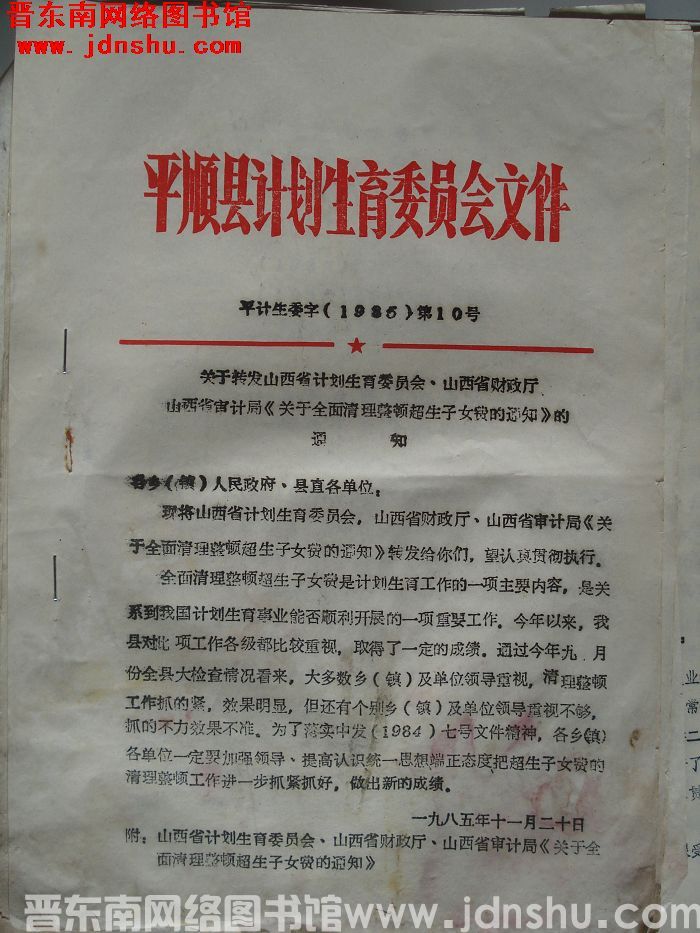 晋东南网络图书馆
www.jdnshu.com
平顺县计划生育委员会文件
平计生委字(1985)第10号
关于转发山西省计划生育委员会、山西省财政厅
山西省审计局《关于全面清理整顿超生子女费的通知》的
通 知
各乡(镇)人民政府、县直各单位:
现将山西省计划生育委员会,山西省财政厅、山西省审计局《关
于全面清理整顿超生子女费的通知》转发给你们,望认真贯彻执行。
全面清理整顿超生子女费是计划生育工作的一项主要内容,是关
系到我国计划生育事业能否顺利开展的一项重要工作。今年以来,我
县对此项工作各级都比较重视,取得了一定的成绩。通过今年九、月
份全县大检查情况看来,大多数乡(镇)及单位领导重视,清理整顿
工作抓的紧,效果明显,但还有个别乡(镇)及单位领导重视不够,
抓的不力效果不准。为了落实中发(1984)七号文件精神,各乡(镇)
各单位一定要加强领导、提高认识统一思想端正态度把超生子女费的
清理整顿工作进一步抓紧抓好,做出新的成绩。
一九八五年十一月二十日
附:山西省计划生育委员会、山西省财政厅、山西省审计局《关于全
面清理整顿超生子女费的通知》
业
常
二
了
受
晋东南网络图书馆www.jdnshu.com